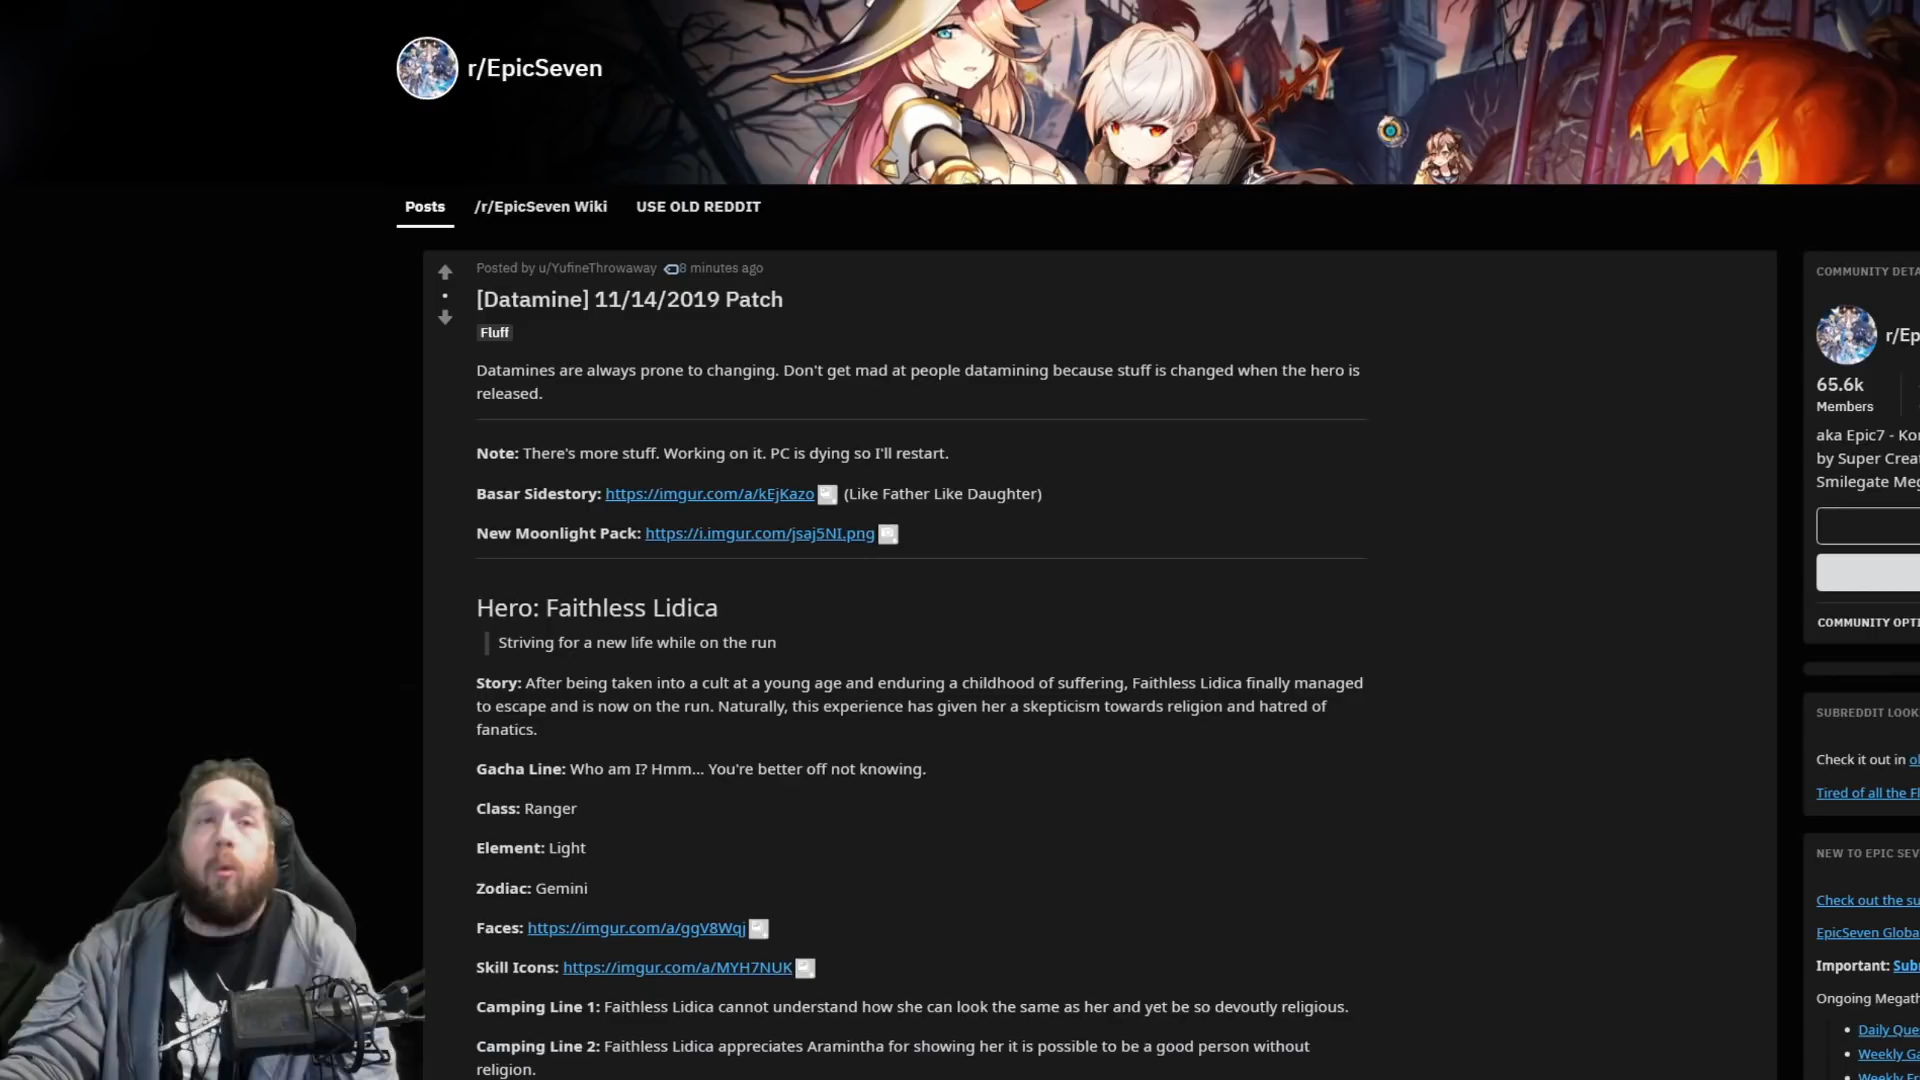 r/EpicSeven
Posts /r/EpicSeven Wiki USE OLD REDDIT
Posted by u/YufineThrowaway 8 minutes ago
[Datamine] 11/14/2019 Patch
Fluff
Datamines are always prone to changing. Don't get mad at people datamining because stuff is changed when the hero is
released.
Note: There's more stuff. Working on it. PC is dying so I'll restart.
Basar Sidestory: https://imgur.com/a/kEjKazo (Like Father Like Daughter)
New Moonlight Pack: https://i.imgur.com/jsaj5NI.png
Hero: Faithless Lidica
Striving for a new life while on the run
Story: After being taken into a cult at a young age and enduring a childhood of suffering, Faithless Lidica finally managed
to escape and is now on the run. Naturally, this experience has given her a skepticism towards religion and hatred of
fanatics.
Gacha Line: Who am I? Hmm... You're better off not knowing.
Class: Ranger
Element: Light
Zodiac: Gemini
Faces: https://imgur.com/a/ggV8Wqj
Skill Icons: https://imgur.com/a/MYH7NUK
Camping Line 1: Faithless Lidica cannot understand how she can look the same as her and yet be so devoutly religious.
Camping Line 2: Faithless Lidica appreciates Aramintha for showing her it is possible to be a good person without
religion.
COMMUNITY DETA
r/Ep
65.6k
Members
aka Epic7 - Kor
by Super Creat
Smilegate Meg
COMMUNITY OPTI
SUBREDDIT LOOK
Check it out in ol
Tired of all the Fl
NEW TO EPIC SEV
Check out the su
EpicSeven Globa
Important: Subr
Ongoing Megath
• Daily Que
• Weekly Ga
• Weekly Fr